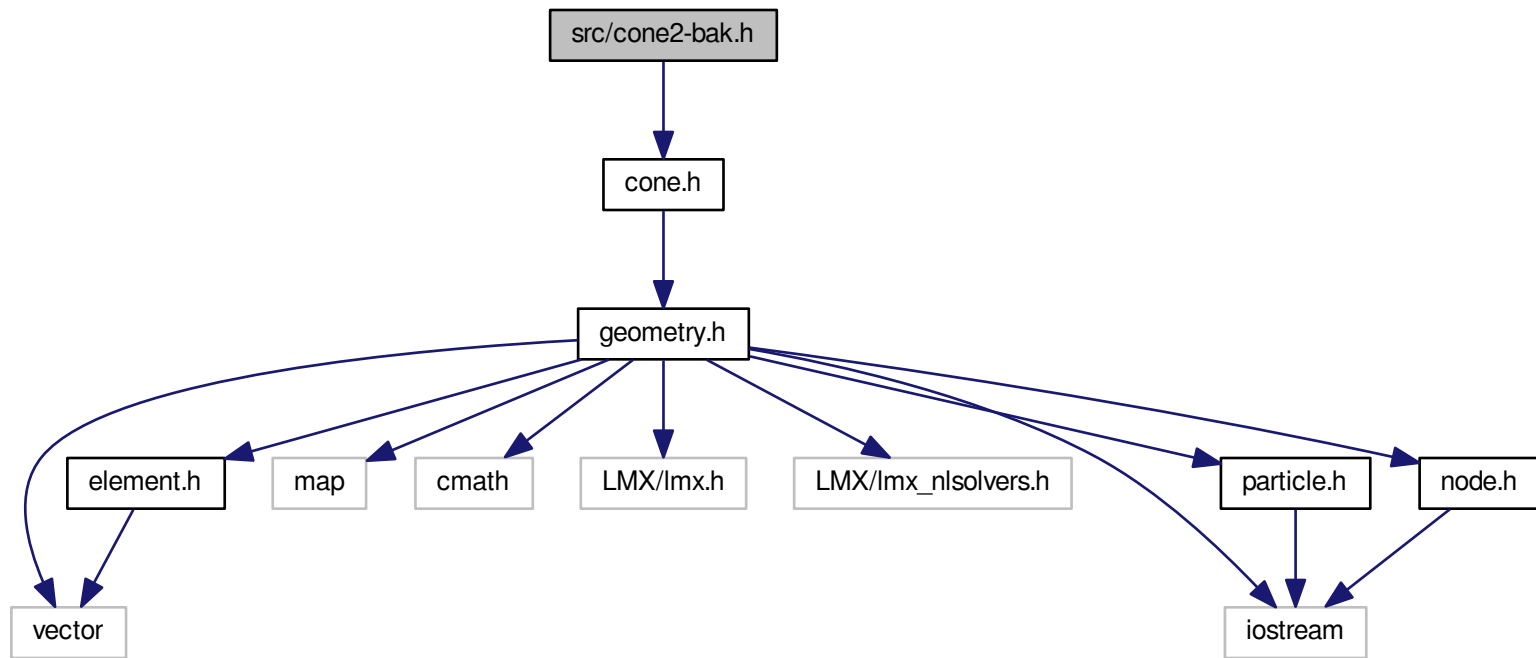 src/cone2-bak.h
cone.h
geometry.h
element.h
map
cmath
LMX/lmx.h
LMX/lmx_nlsolvers.h
particle.h
node.h
vector
iostream